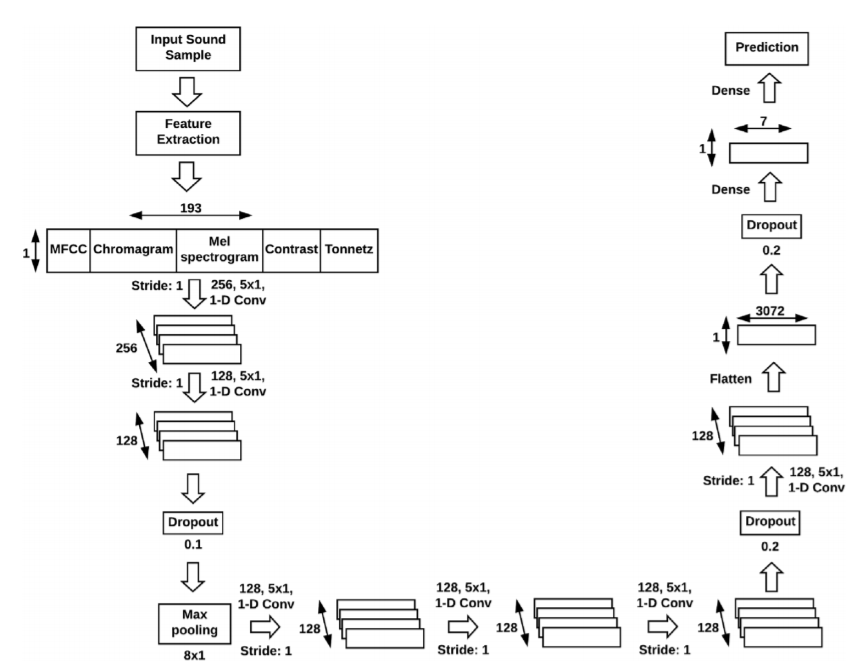 Input Sound
Sample
Feature
Extraction
193
1
MFCC
Chromagram
Mel
spectrogram
Contrast
Tonnetz
Stride: 1
256, 5x1,
1-D Conv
256
Stride: 1
128, 5x1,
1-D Conv
128
Dropout
0.1
Max
pooling
8x1
128, 5x1,
1-D Conv
Stride: 1
128
128, 5x1,
1-D Conv
Stride: 1
128
128, 5x1,
1-D Conv
Stride: 1
128
Dropout
0.2
Stride: 1
128, 5x1,
1-D Conv
128
Flatten
3072
1
Dropout
0.2
Dense
7
1
Dense
Prediction